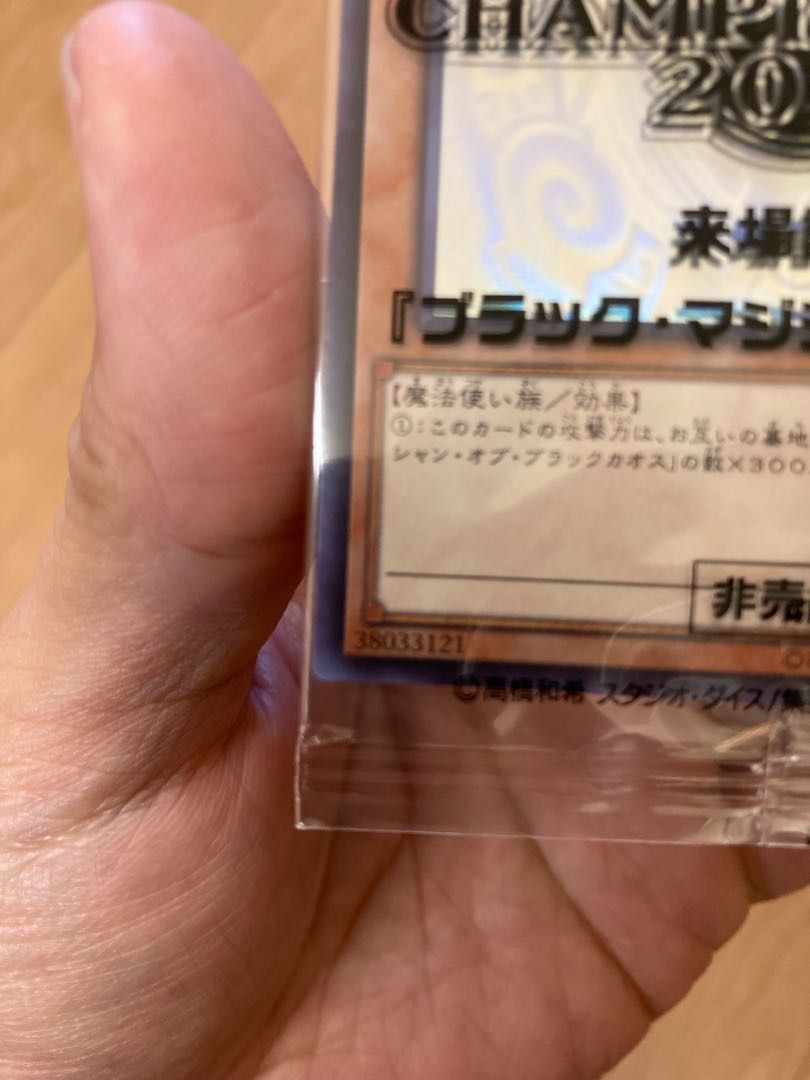 CHAMPI
20
来場
『ブラック・マジ
【魔法使い族／効果】
①：このカードの攻撃力は、お互いの墓地
シャン・オブ・ブラックカオス」の数×300
非売
38033121
©高橋和希 スタジオ・ダイス/集